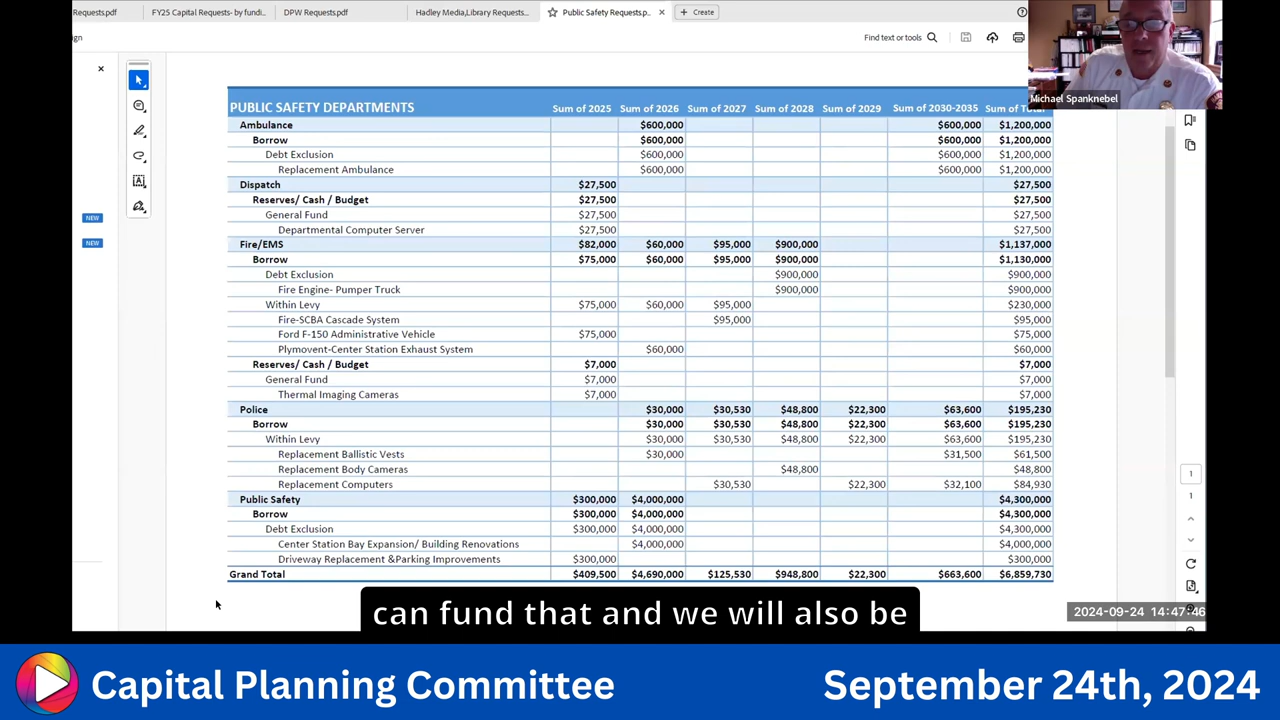 Requests.pdf FY25 Capital Requests- by fundi... DPW Requests.pdf Hadley Media,Library Requests... Public Safety Requests.p... × + Create
ign Find text or tools
Michael Spanknebel
PUBLIC SAFETY DEPARTMENTS Sum of 2025 Sum of 2026 Sum of 2027 Sum of 2028 Sum of 2029 Sum of 2030-2035 Sum of
Ambulance $600,000 $600,000 $1,200,000
Borrow $600,000 $600,000 $1,200,000
Debt Exclusion $600,000 $600,000 $1,200,000
Replacement Ambulance $600,000 $600,000 $1,200,000
Dispatch $27,500 $27,500
Reserves/ Cash / Budget $27,500 $27,500
General Fund $27,500 $27,500
Departmental Computer Server $27,500 $27,500
Fire/EMS $82,000 $60,000 $95,000 $900,000 $1,137,000
Borrow $75,000 $60,000 $95,000 $900,000 $1,130,000
Debt Exclusion $900,000 $900,000
Fire Engine- Pumper Truck $900,000 $900,000
Within Levy $75,000 $60,000 $95,000 $230,000
Fire-SCBA Cascade System $95,000 $95,000
Ford F-150 Administrative Vehicle $75,000 $75,000
Plymovent-Center Station Exhaust System $60,000 $60,000
Reserves/ Cash / Budget $7,000 $7,000
General Fund $7,000 $7,000
Thermal Imaging Cameras $7,000 $7,000
Police $30,000 $30,530 $48,800 $22,300 $63,600 $195,230
Borrow $30,000 $30,530 $48,800 $22,300 $63,600 $195,230
Within Levy $30,000 $30,530 $48,800 $22,300 $63,600 $195,230
Replacement Ballistic Vests $30,000 $31,500 $61,500
Replacement Body Cameras $48,800 $48,800
Replacement Computers $30,530 $22,300 $32,100 $84,930
Public Safety $300,000 $4,000,000 $4,300,000
Borrow $300,000 $4,000,000 $4,300,000
Debt Exclusion $300,000 $4,000,000 $4,300,000
Center Station Bay Expansion/ Building Renovations $4,000,000 $4,000,000
Driveway Replacement &Parking Improvements $300,000 $300,000
Grand Total $409,500 $4,690,000 $125,530 $948,800 $22,300 $663,600 $6,859,730
NEW
NEW
1
1
can fund that and we will also be
2024-09-24 14:47:46
Capital Planning Committee September 24th, 2024